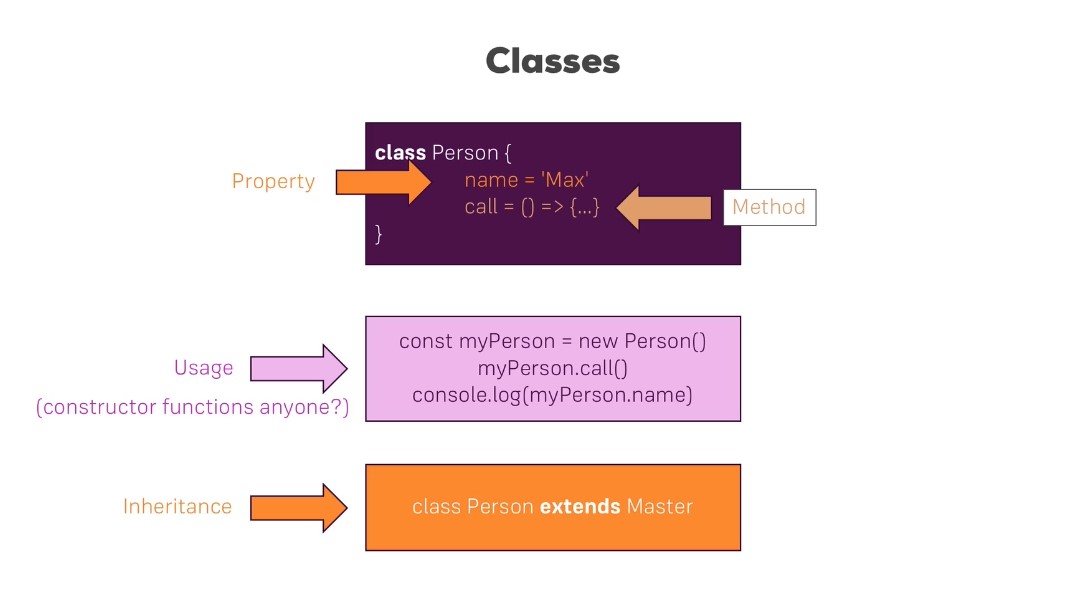 Classes
class Person {
Property
name = 'Max'
call = () => {...}
Method
}
const myPerson = new Person()
Usage
myPerson.call()
(constructor functions anyone?)
console.log(myPerson.name)
Inheritance
class Person extends Master